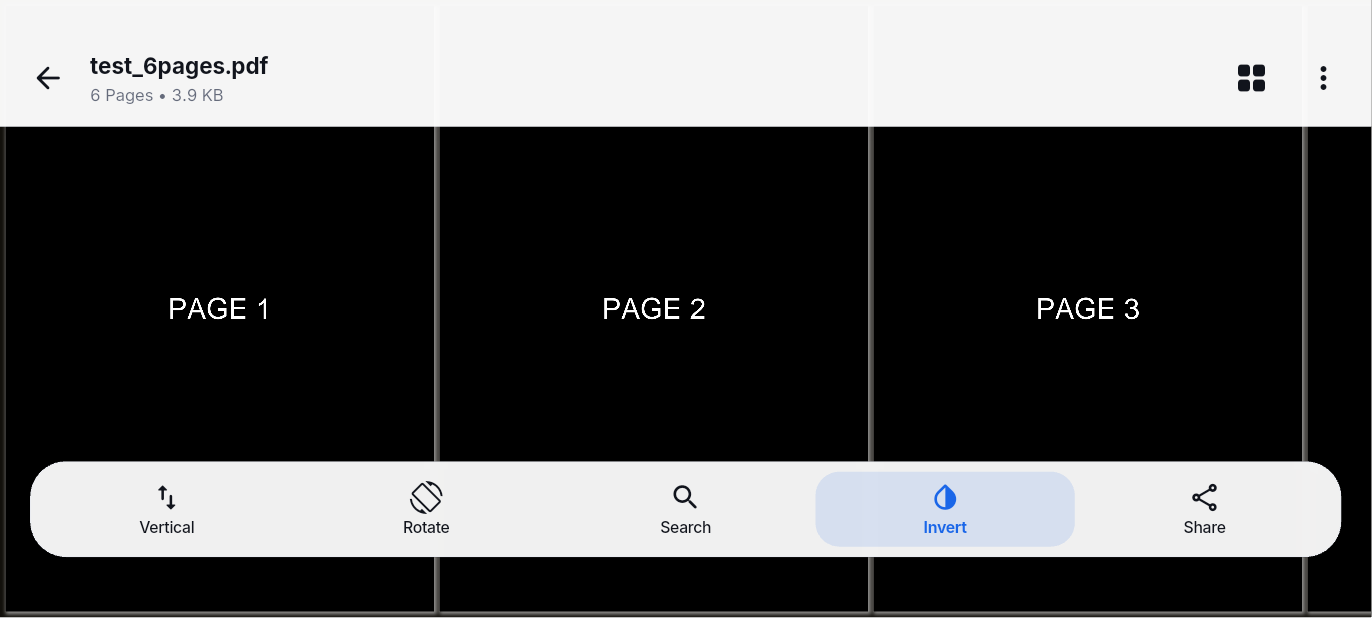 test_6pages.pdf
6 Pages • 3.9 KB
PAGE 1
PAGE 2
PAGE 3
Vertical
Rotate
Search
Invert
Share